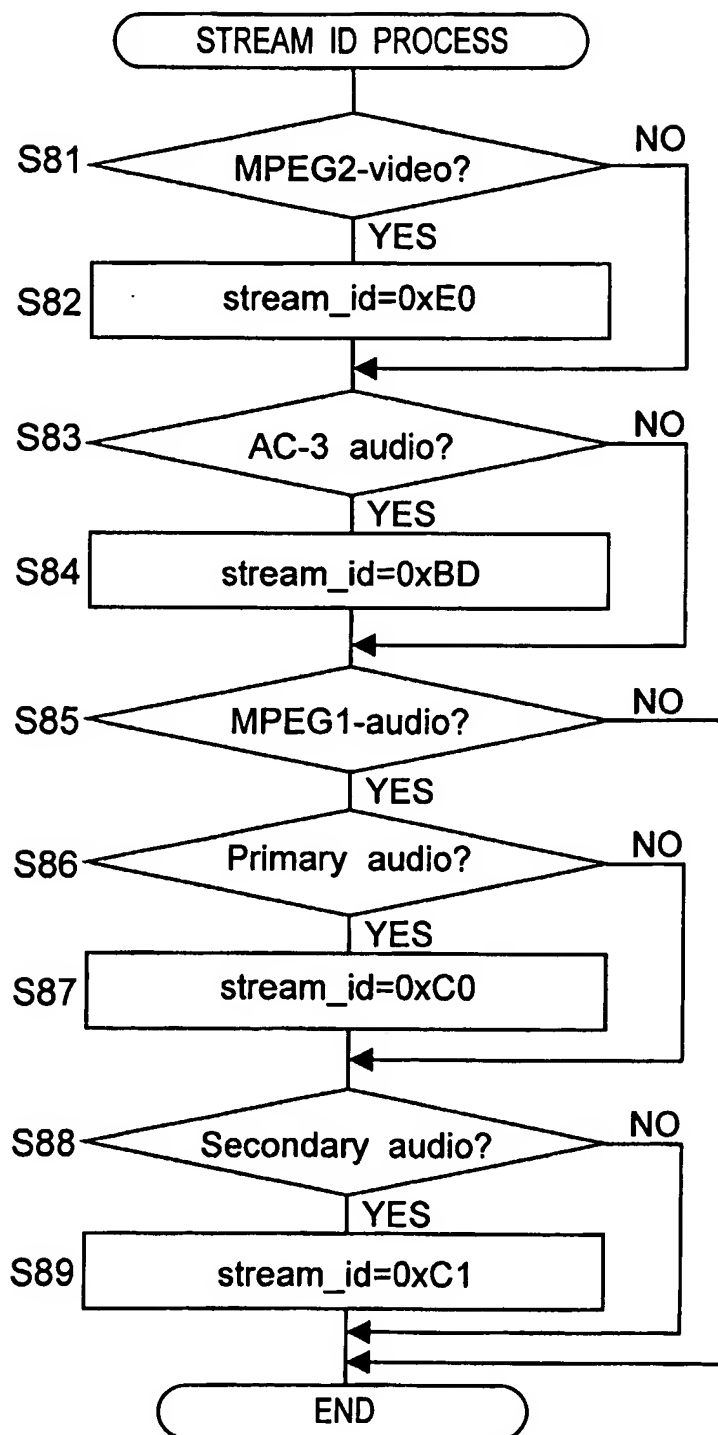 STREAM ID PROCESS
S81
MPEG2-video?
NO
YES
S82
stream_id=0xE0
S83
AC-3 audio?
NO
YES
S84
stream_id=0xBD
S85
MPEG1-audio?
NO
YES
S86
Primary audio?
NO
YES
S87
stream_id=0xC0
S88
Secondary audio?
NO
YES
S89
stream_id=0xC1
END